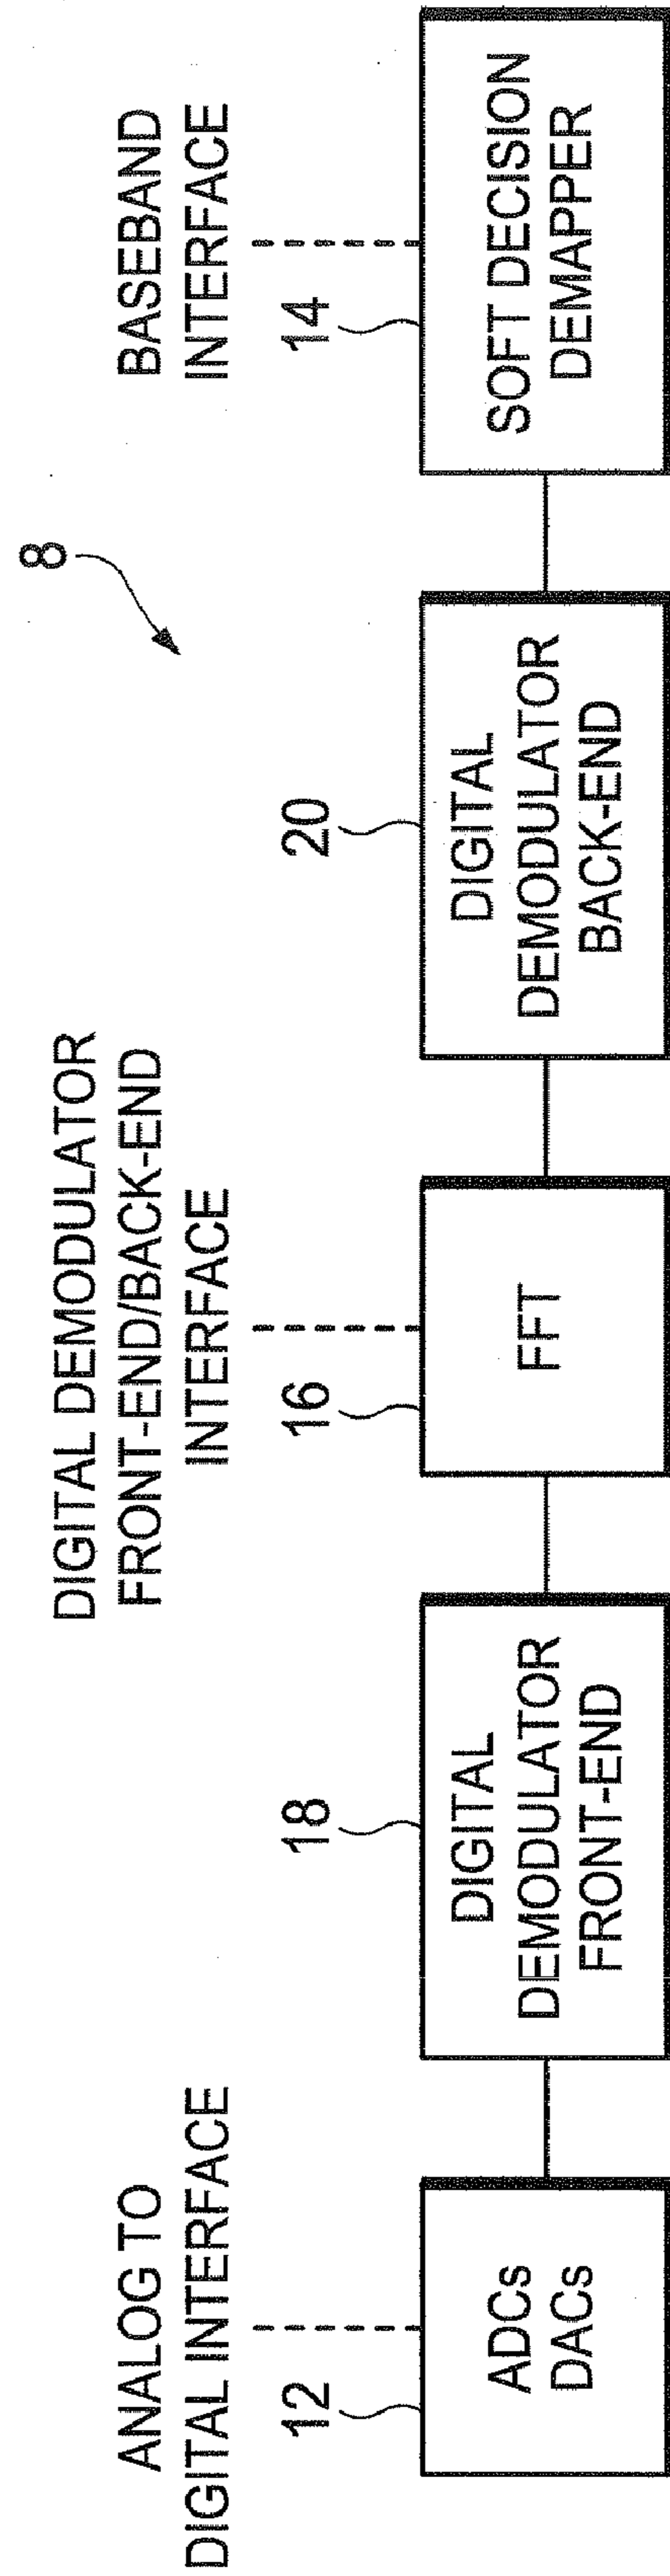 8
ANALOG TO
DIGITAL INTERFACE
12
ADCs
DACs
18
DIGITAL
DEMODULATOR
FRONT-END
DIGITAL DEMODULATOR
FRONT-END/BACK-END
INTERFACE
16
FFT
20
DIGITAL
DEMODULATOR
BACK-END
BASEBAND
INTERFACE
14
SOFT DECISION
DEMAPPER